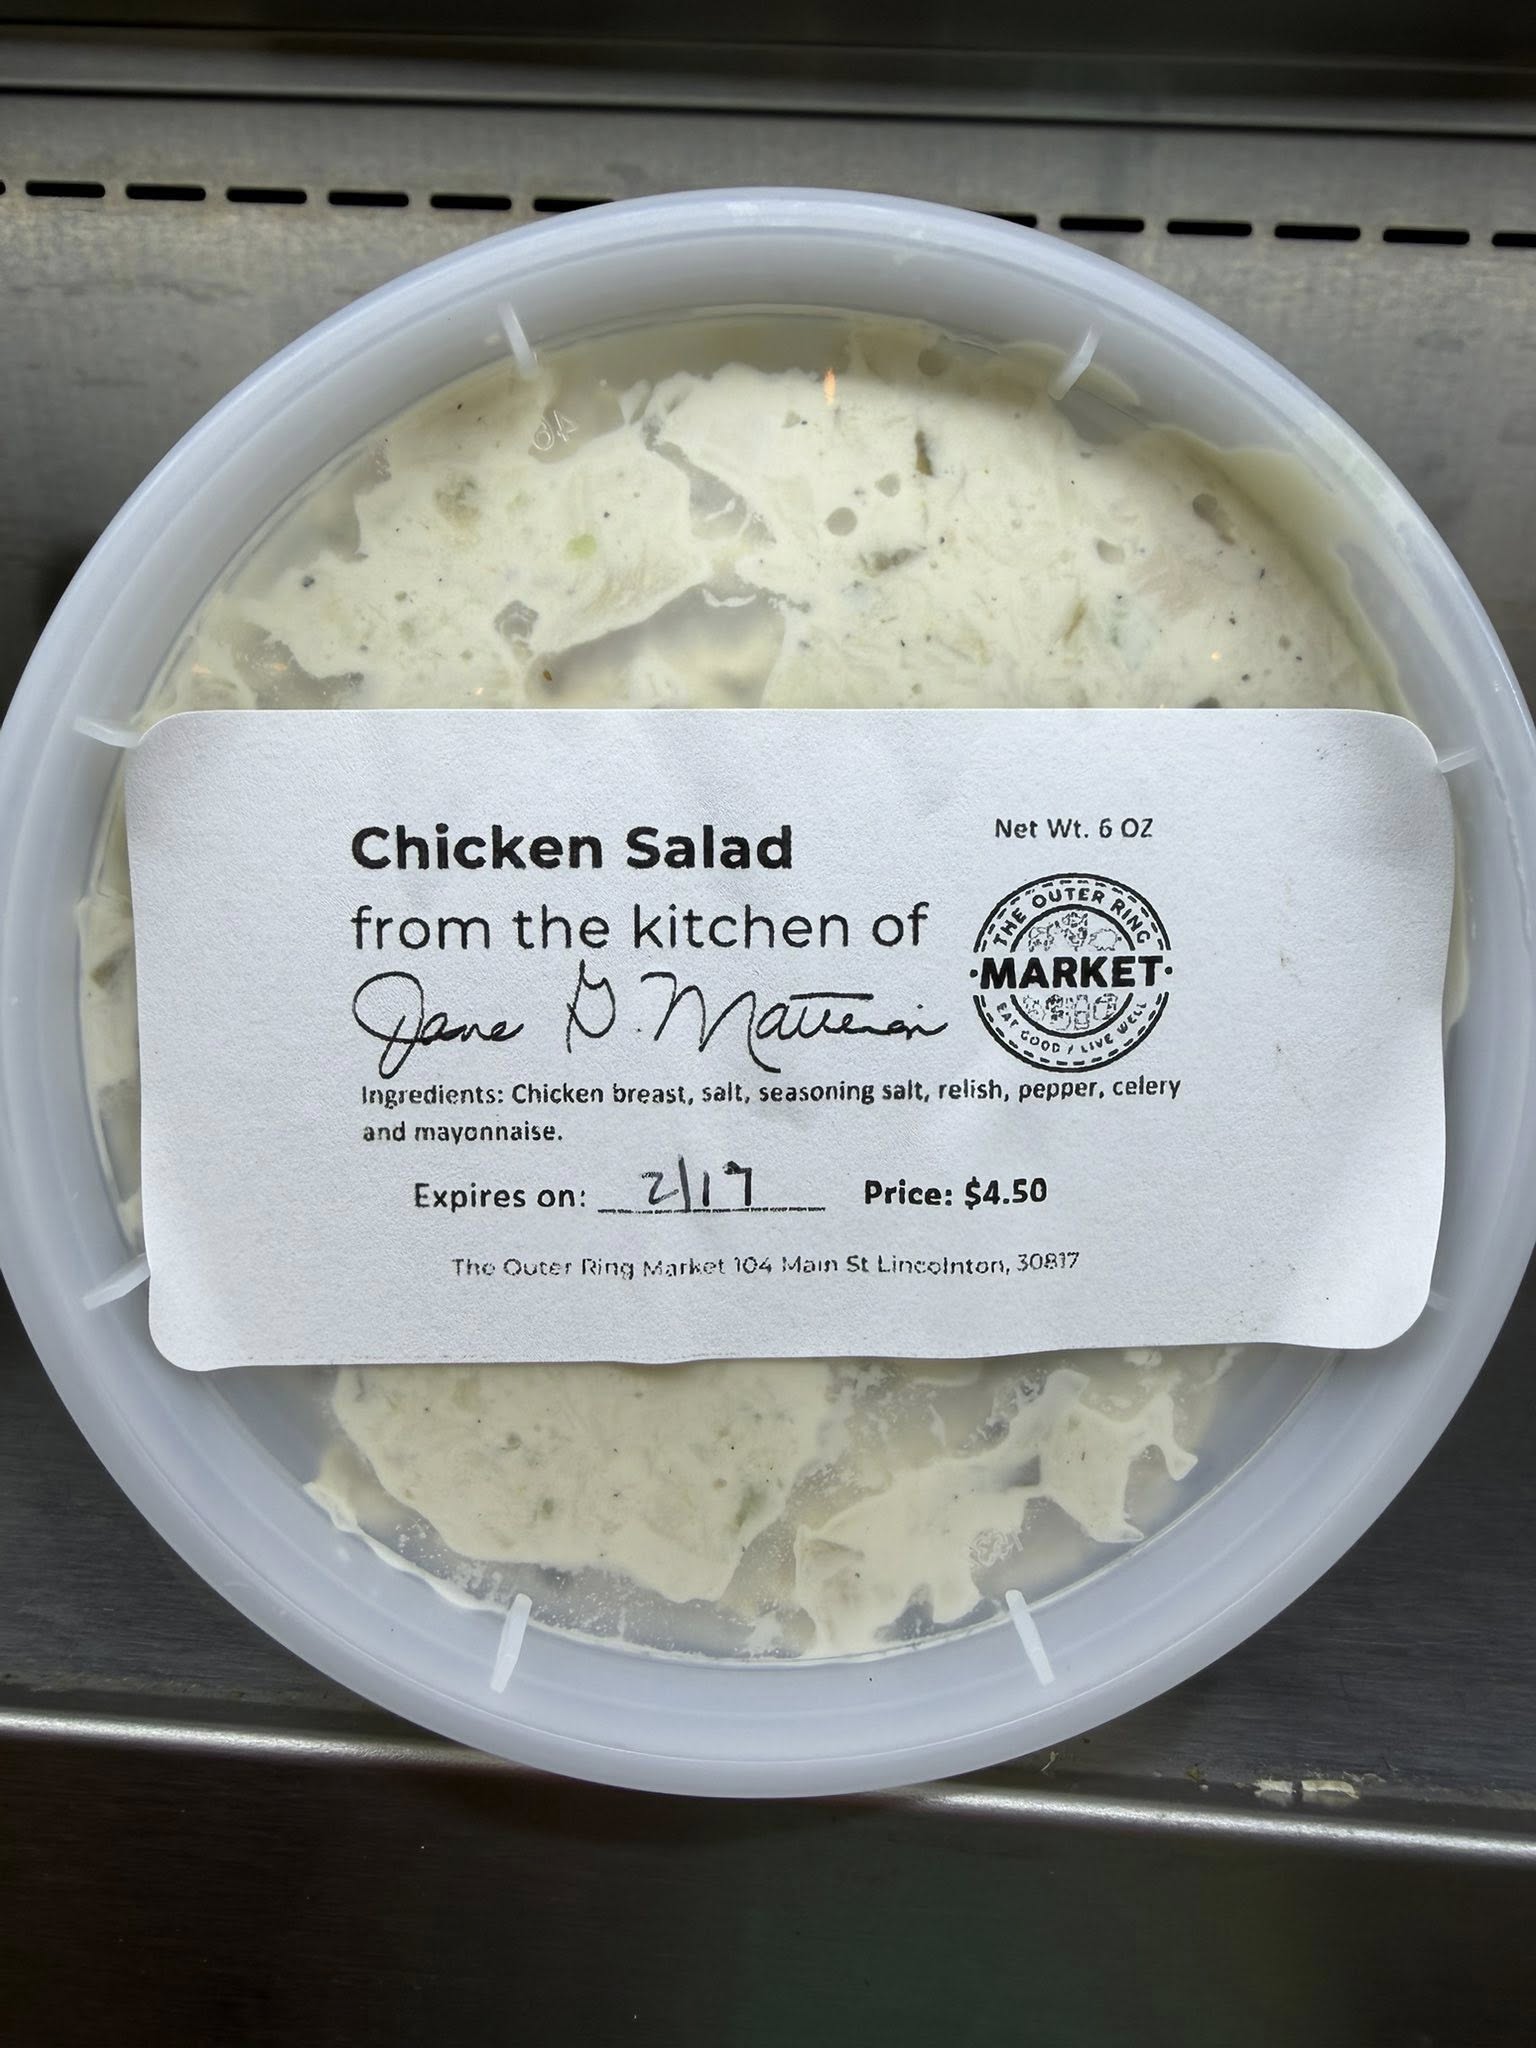 Chicken Salad
from the kitchen of
Jane G.
Net Wt. 6 OZ
THE OUTER RING
MARKET
EAT GOOD / LIVE WELL
Ingredients: Chicken breast, salt, seasoning salt, relish, pepper, celery
and mayonnaise.
Expires on: 2/17 Price: $4.50
The Outer Ring Market 104 Main St Lincolnton, 30817